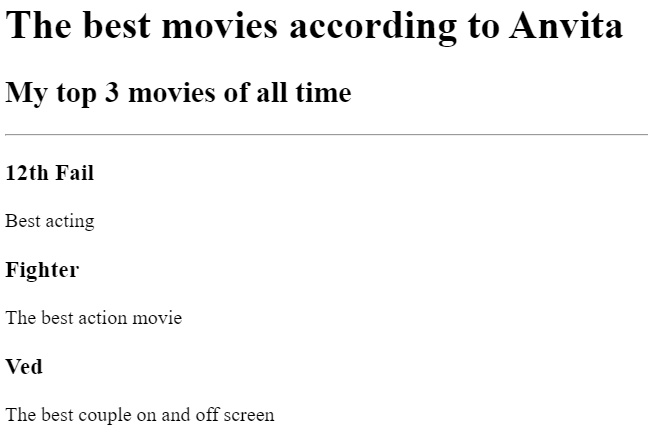 The best movies according to Anvita
My top 3 movies of all time
12th Fail
Best acting
Fighter
The best action movie
Ved
The best couple on and off screen